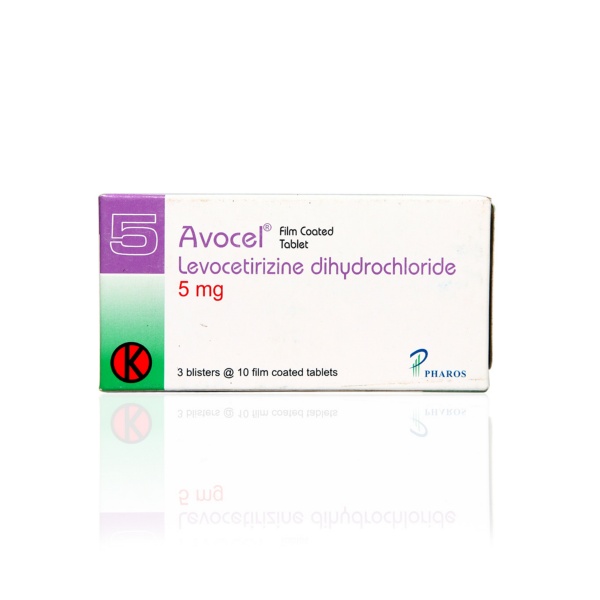 5
Avocel® Film Coated
Tablet
Levocetirizine dihydrochloride
5 mg
K
3 blisters @ 10 film coated tablets
PHAROS